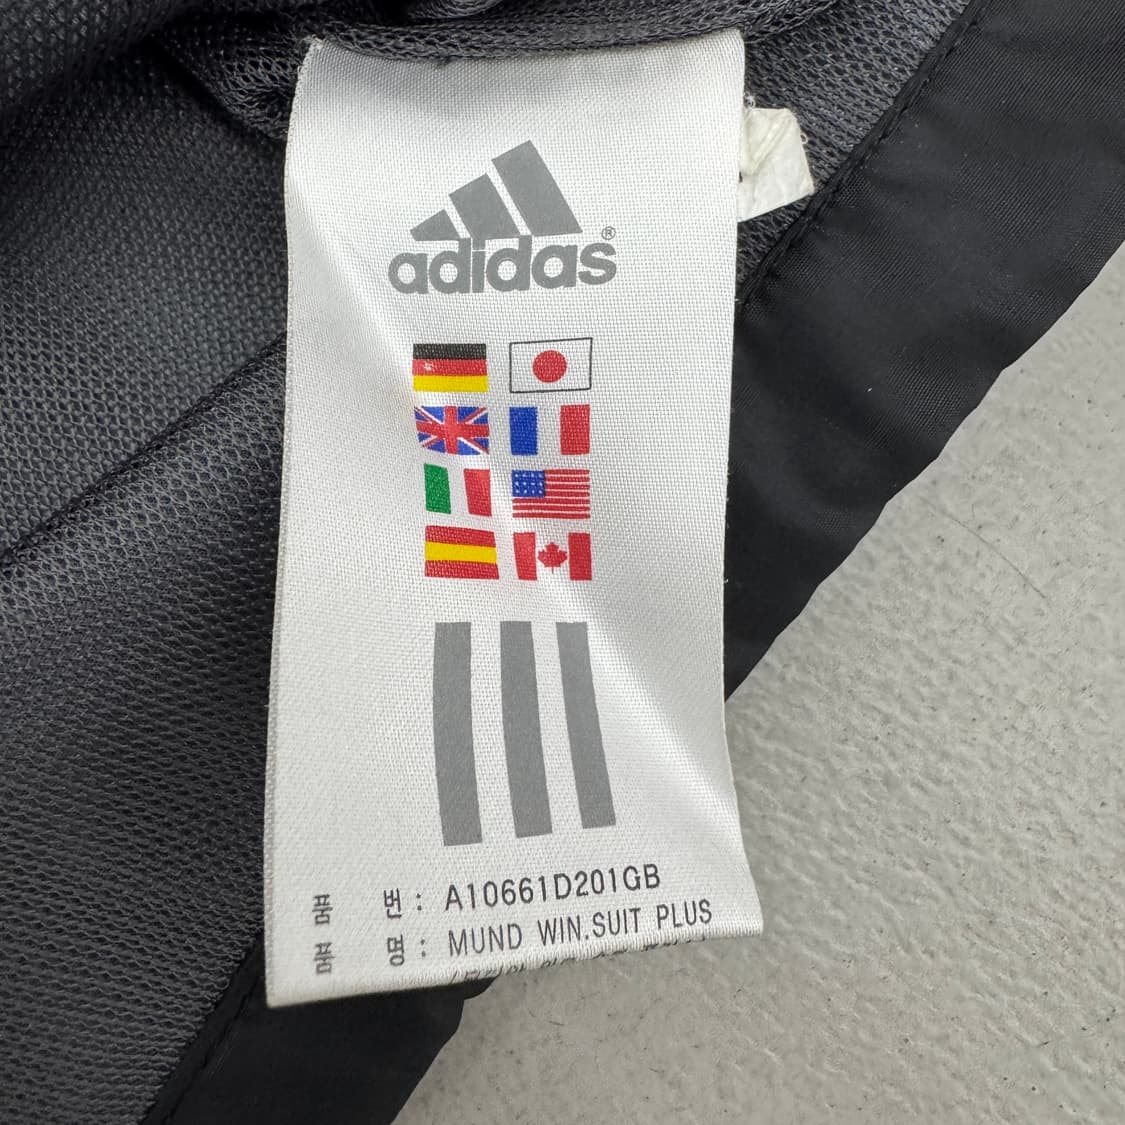 adidas®
품 번 : A10661D201GB
품 명 : MUND WIN.SUIT PLUS